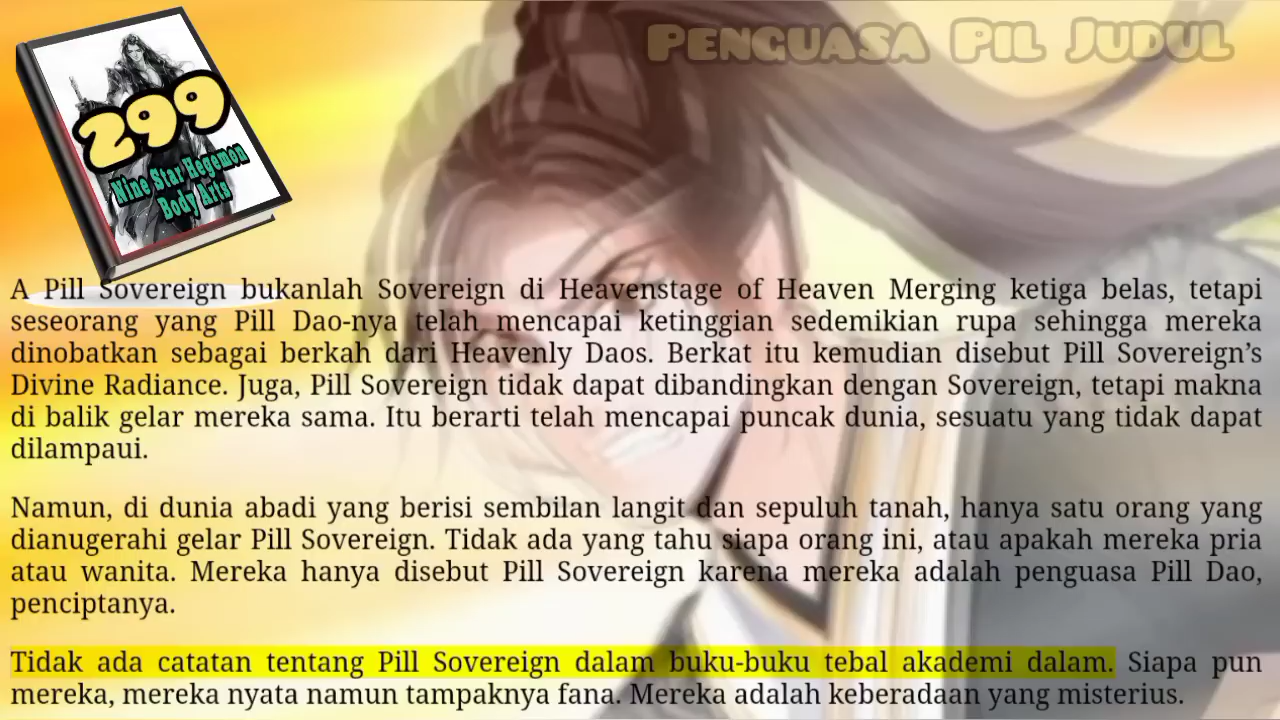 Penguasa Pil Judul
299
Nine Star Hegemon
Body Arts
A Pill Sovereign bukanlah Sovereign di Heavenstage of Heaven Merging ketiga belas, tetapi
seseorang yang Pill Dao-nya telah mencapai ketinggian sedemikian rupa sehingga mereka
dinobatkan sebagai berkah dari Heavenly Daos. Berkat itu kemudian disebut Pill Sovereign’s
Divine Radiance. Juga, Pill Sovereign tidak dapat dibandingkan dengan Sovereign, tetapi makna
di balik gelar mereka sama. Itu berarti telah mencapai puncak dunia, sesuatu yang tidak dapat
dilampaui.
Namun, di dunia abadi yang berisi sembilan langit dan sepuluh tanah, hanya satu orang yang
dianugerahi gelar Pill Sovereign. Tidak ada yang tahu siapa orang ini, atau apakah mereka pria
atau wanita. Mereka hanya disebut Pill Sovereign karena mereka adalah penguasa Pill Dao,
penciptanya.
Tidak ada catatan tentang Pill Sovereign dalam buku-buku tebal akademi dalam. Siapa pun
mereka, mereka nyata namun tampaknya fana. Mereka adalah keberadaan yang misterius.